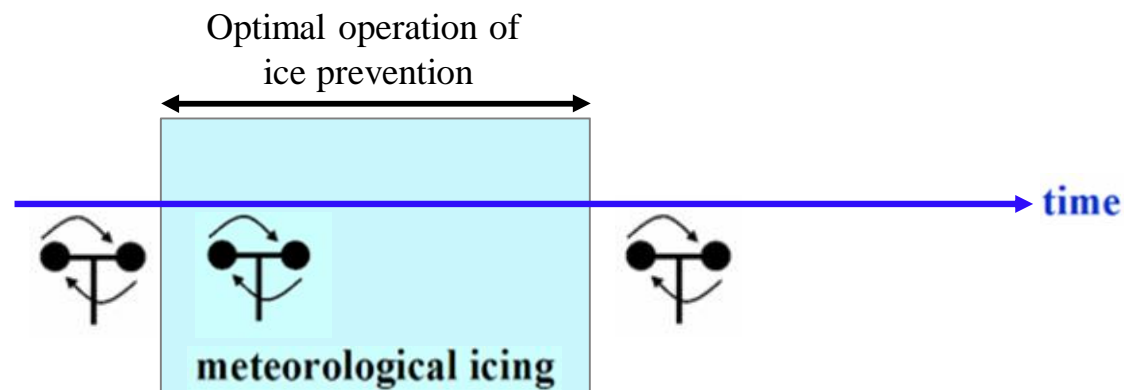 Optimal operation of
ice prevention
time
meteorological icing